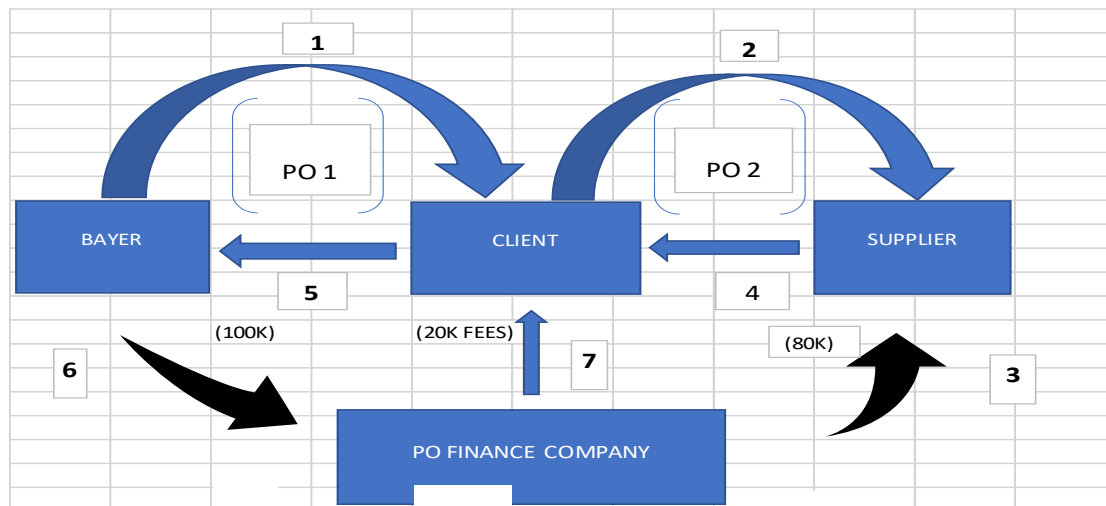 1
2
PO 1
PO 2
BAYER
CLIENT
SUPPLIER
5
4
(100K)
(20K FEES)
(80K)
6
7
3
PO FINANCE COMPANY